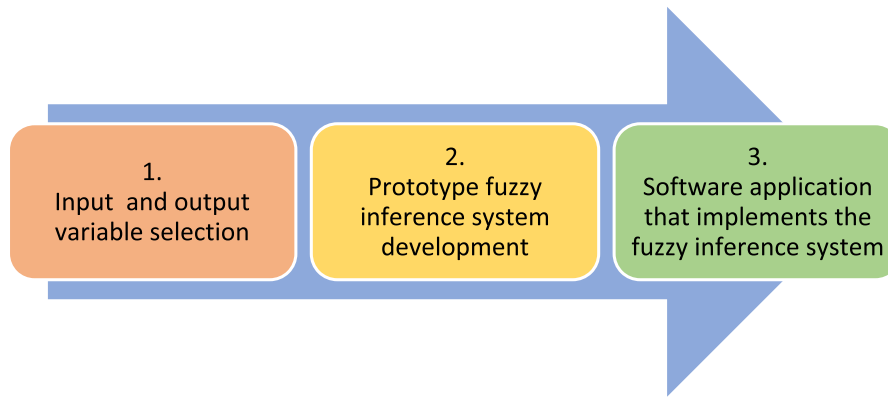 1.
Input  and output
variable selection
2.
Prototype fuzzy
inference system
development
3.
Software application
that implements the
fuzzy inference system